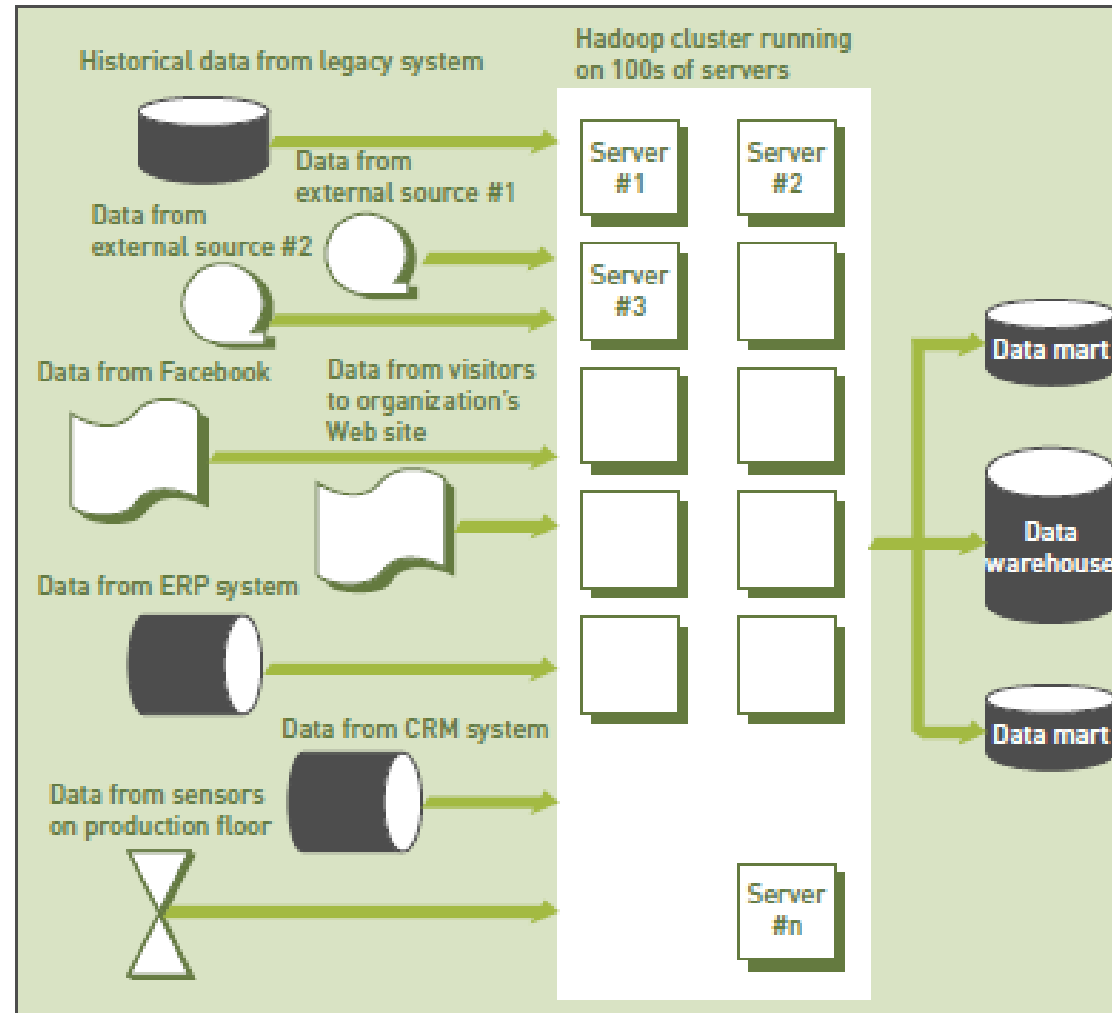 Historical data from legacy system
Hadoop cluster running
on 100s of servers
Data from
external source #1
Data from
external source #2
Data from Facebook
Data from visitors
to organization's
Web site
Data from ERP system
Data from CRM system
Data from sensors
on production floor
Server
#1
Server
#2
Server
#3
Server
#n
Data mart
Data
warehouse
Data mart